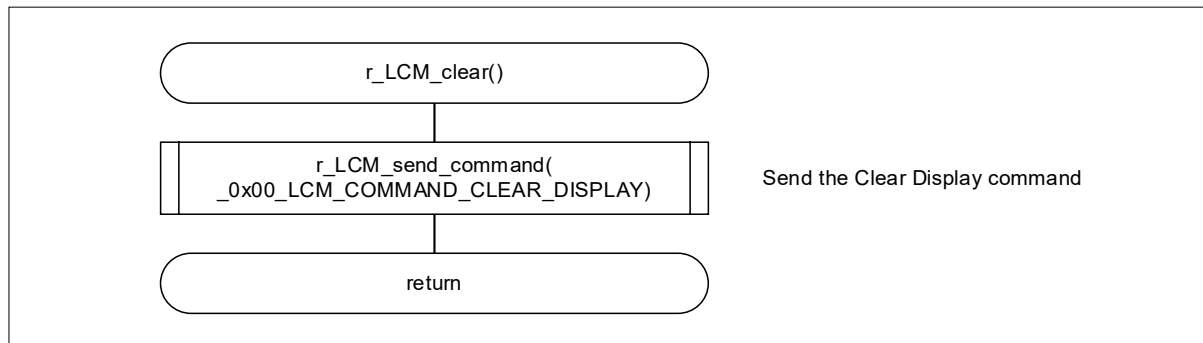 r_LCM_clear()
r_LCM_send_command(
_0x00_LCM_COMMAND_CLEAR_DISPLAY)
Send the Clear Display command
return